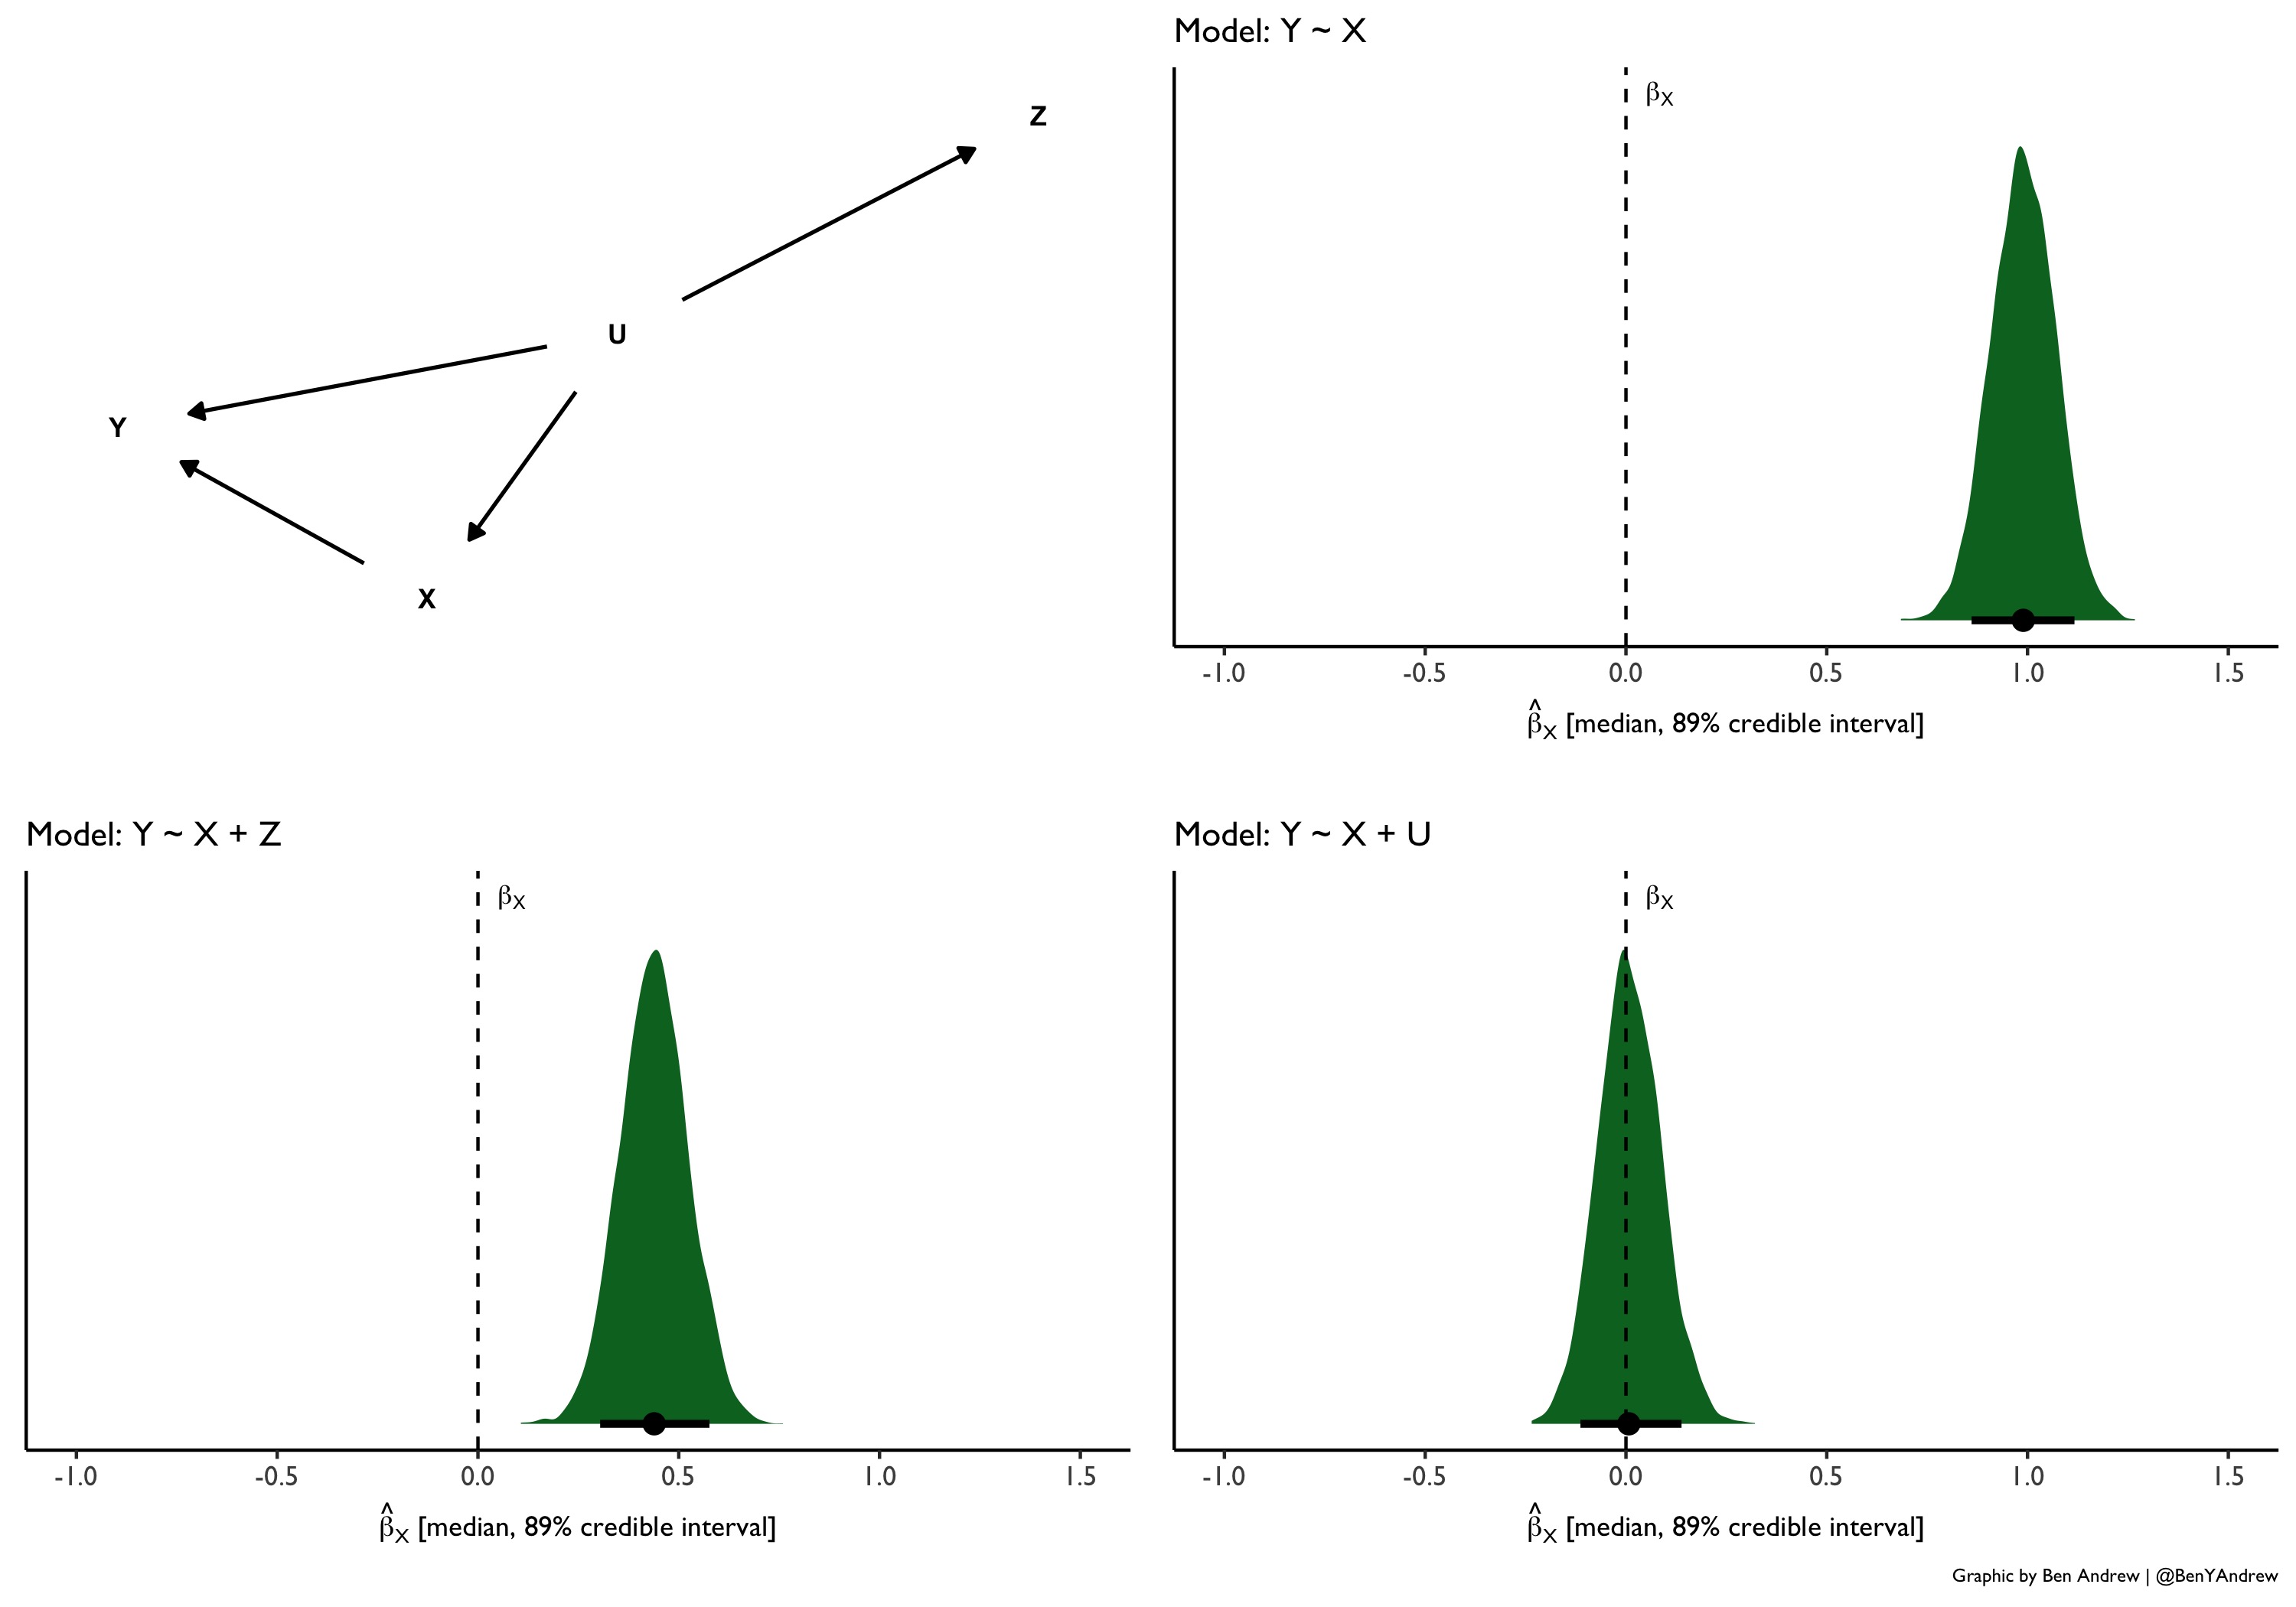 Z
U
Y
X
Model: Y ~ X
βX
-1.0 -0.5 0.0 0.5 1.0 1.5
β̂X [median, 89% credible interval]
Model: Y ~ X + Z
βX
-1.0 -0.5 0.0 0.5 1.0 1.5
β̂X [median, 89% credible interval]
Model: Y ~ X + U
βX
-1.0 -0.5 0.0 0.5 1.0 1.5
β̂X [median, 89% credible interval]
Graphic by Ben Andrew | @BenYAndrew